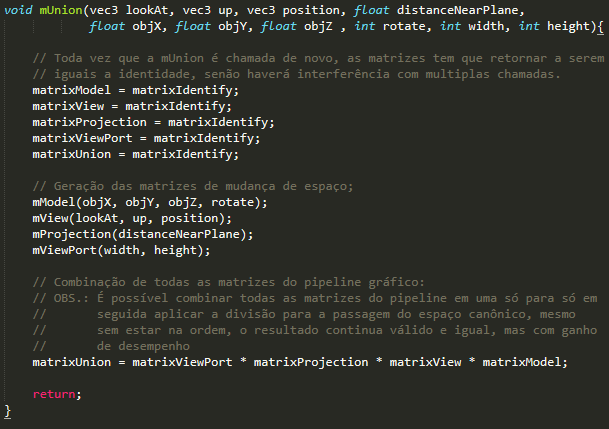 void mUnion(vec3 lookAt, vec3 up, vec3 position, float distanceNearPlane,
float objX, float objY, float objZ , int rotate, int width, int height){
// Toda vez que a mUnion é chamada de novo, as matrizes tem que retornar a serem
// iguais a identidade, senão haverá interferência com multiplas chamadas.
matrixModel = matrixIdentify;
matrixView = matrixIdentify;
matrixProjection = matrixIdentify;
matrixViewPort = matrixIdentify;
matrixUnion = matrixIdentify;
// Geração das matrizes de mudança de espaço;
mModel(objX, objY, objZ, rotate);
mView(lookAt, up, position);
mProjection(distanceNearPlane);
mViewPort(width, height);
// Combinação de todas as matrizes do pipeline gráfico:
// OBS.: É possível combinar todas as matrizes do pipeline em uma só para só em
// seguida aplicar a divisão para a passagem do espaço canônico, mesmo
// sem estar na ordem, o resultado continua válido e igual, mas com ganho
// de desempenho
matrixUnion = matrixViewPort * matrixProjection * matrixView * matrixModel;
return;
}